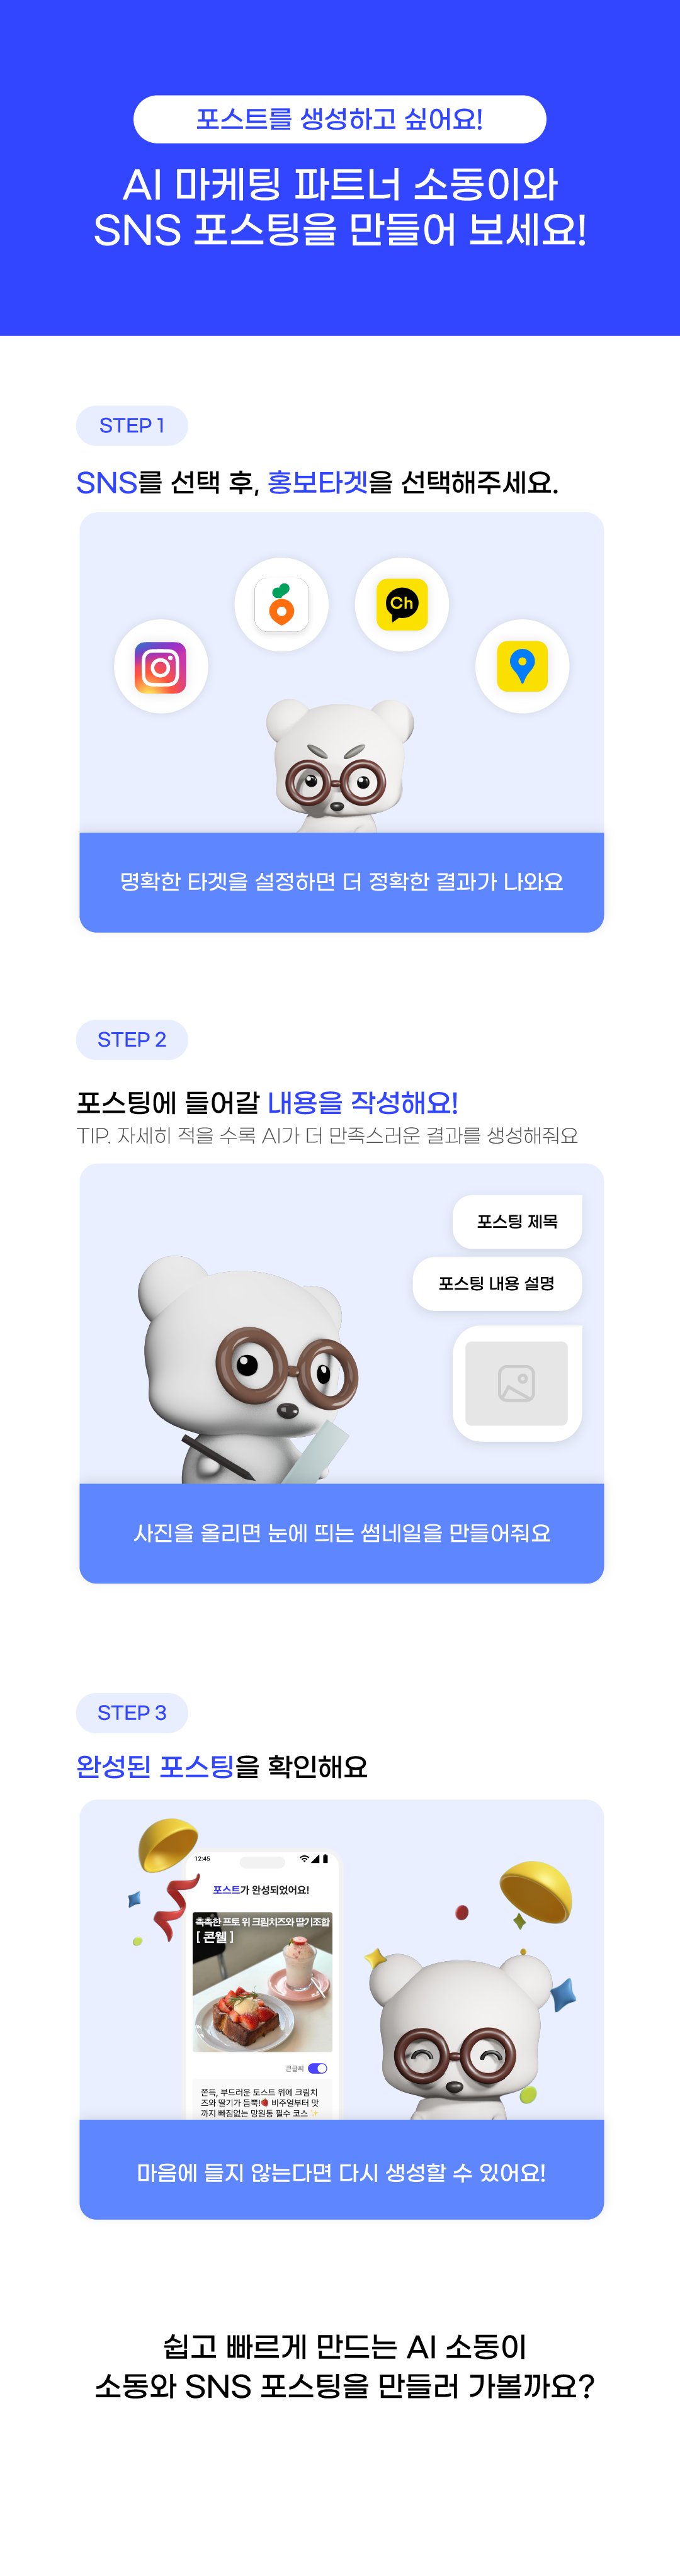 포스트를 생성하고 싶어요!
AI 마케팅 파트너 소동이와
SNS 포스팅을 만들어 보세요!
STEP 1
SNS를 선택 후, 홍보타겟을 선택해주세요.
Ch
명확한 타겟을 설정하면 더 정확한 결과가 나와요
STEP 2
포스팅에 들어갈 내용을 작성해요!
TIP. 자세히 적을 수록 AI가 더 만족스러운 결과를 생성해줘요
포스팅 제목
포스팅 내용 설명
사진을 올리면 눈에 띄는 썸네일을 만들어줘요
STEP 3
완성된 포스팅을 확인해요
12:45
포스트가 완성되었어요!
촉촉한 프토 위 크림치즈와 딸기조합
[ 콘웰 ]
큰글씨
쫀득, 부드러운 토스트 위에 크림치
즈와 딸기가 듬뿍!🍓 비주얼부터 맛
까지 빠짐없는 망원동 필수 코스 ✨
마음에 들지 않는다면 다시 생성할 수 있어요!
쉽고 빠르게 만드는 AI 소동이
소동와 SNS 포스팅을 만들러 가볼까요?